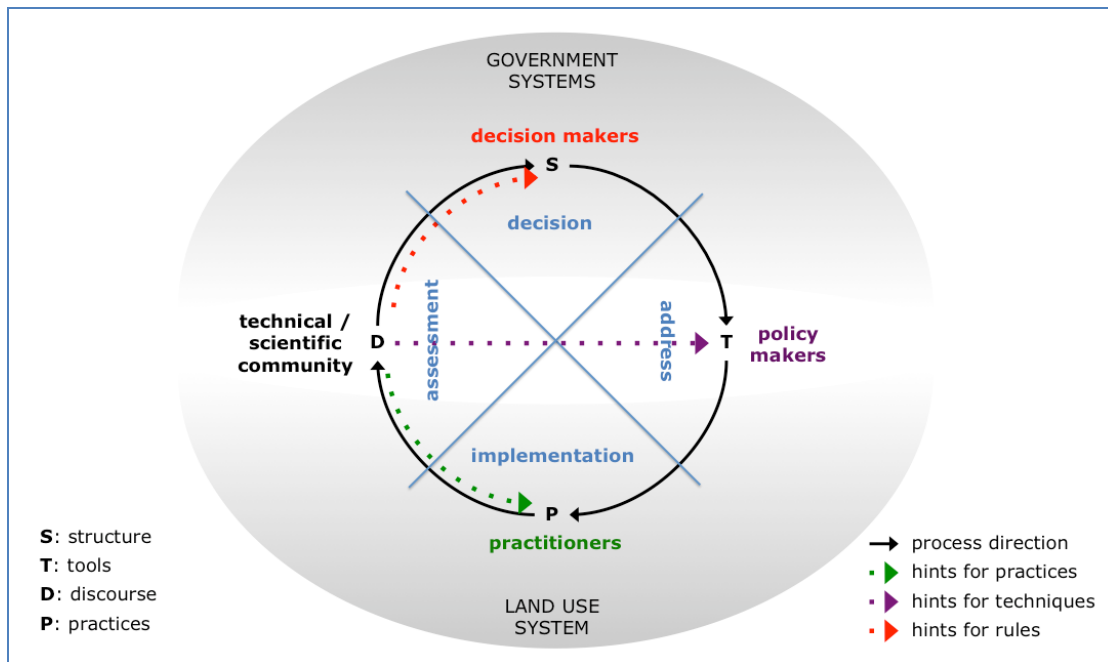 GOVERNMENT
SYSTEMS
decision makers
S
decision
assessment
address
technical /
scientific
community
D
T
policy
makers
implementation
P
practitioners
LAND USE
SYSTEM
S: structure
T: tools
D: discourse
P: practices
process direction
hints for practices
hints for techniques
hints for rules